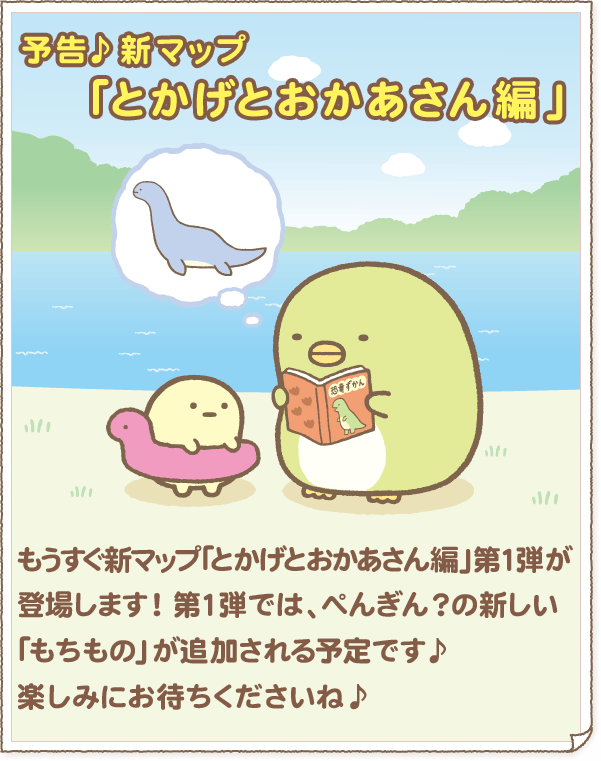 予告♪新マップ
「とかげとおかあさん編」
恐竜ずかん
もうすぐ新マップ「とかげとおかあさん編」第1弾が
登場します！第1弾では、ぺんぎん？の新しい
「もちもの」が追加される予定です♪
楽しみにお待ちくださいね♪